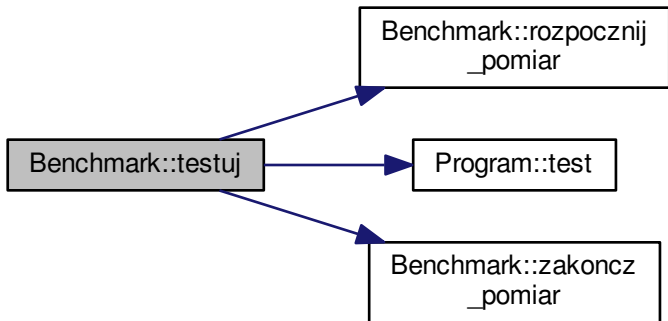 Benchmark::rozpocznij
_pomiar
Benchmark::testuj
Program::test
Benchmark::zakoncz
_pomiar